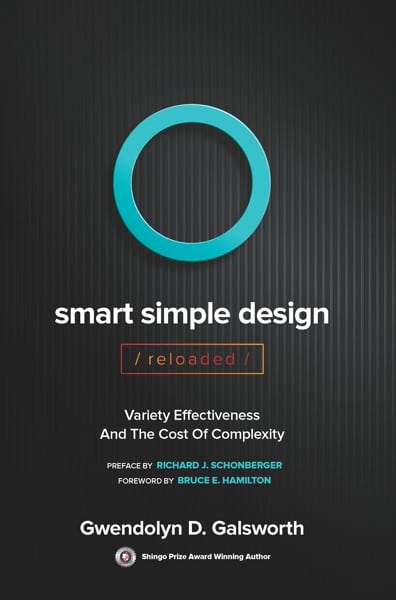 smart simple design
/ reloaded /
Variety Effectiveness
And The Cost Of Complexity
PREFACE BY RICHARD J. SCHONBERGER
FOREWORD BY BRUCE E. HAMILTON
Gwendolyn D. Galsworth
Shingo Prize Award Winning Author